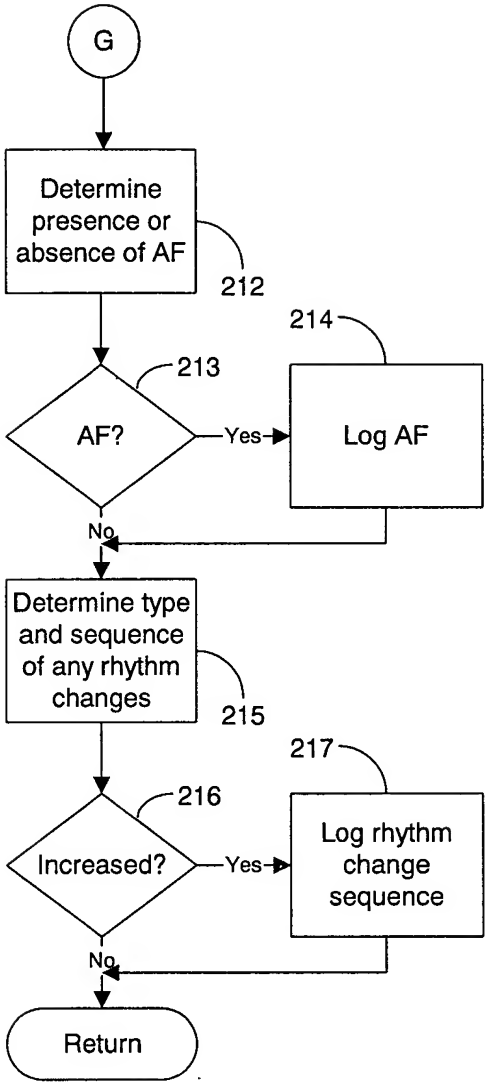 G
Determine
presence or
absence of AF
212
214
213
AF?
Yes
Log AF
No
Determine type
and sequence
of any rhythm
changes
215
217
216
Increased?
Yes
Log rhythm
change
sequence
No
Return